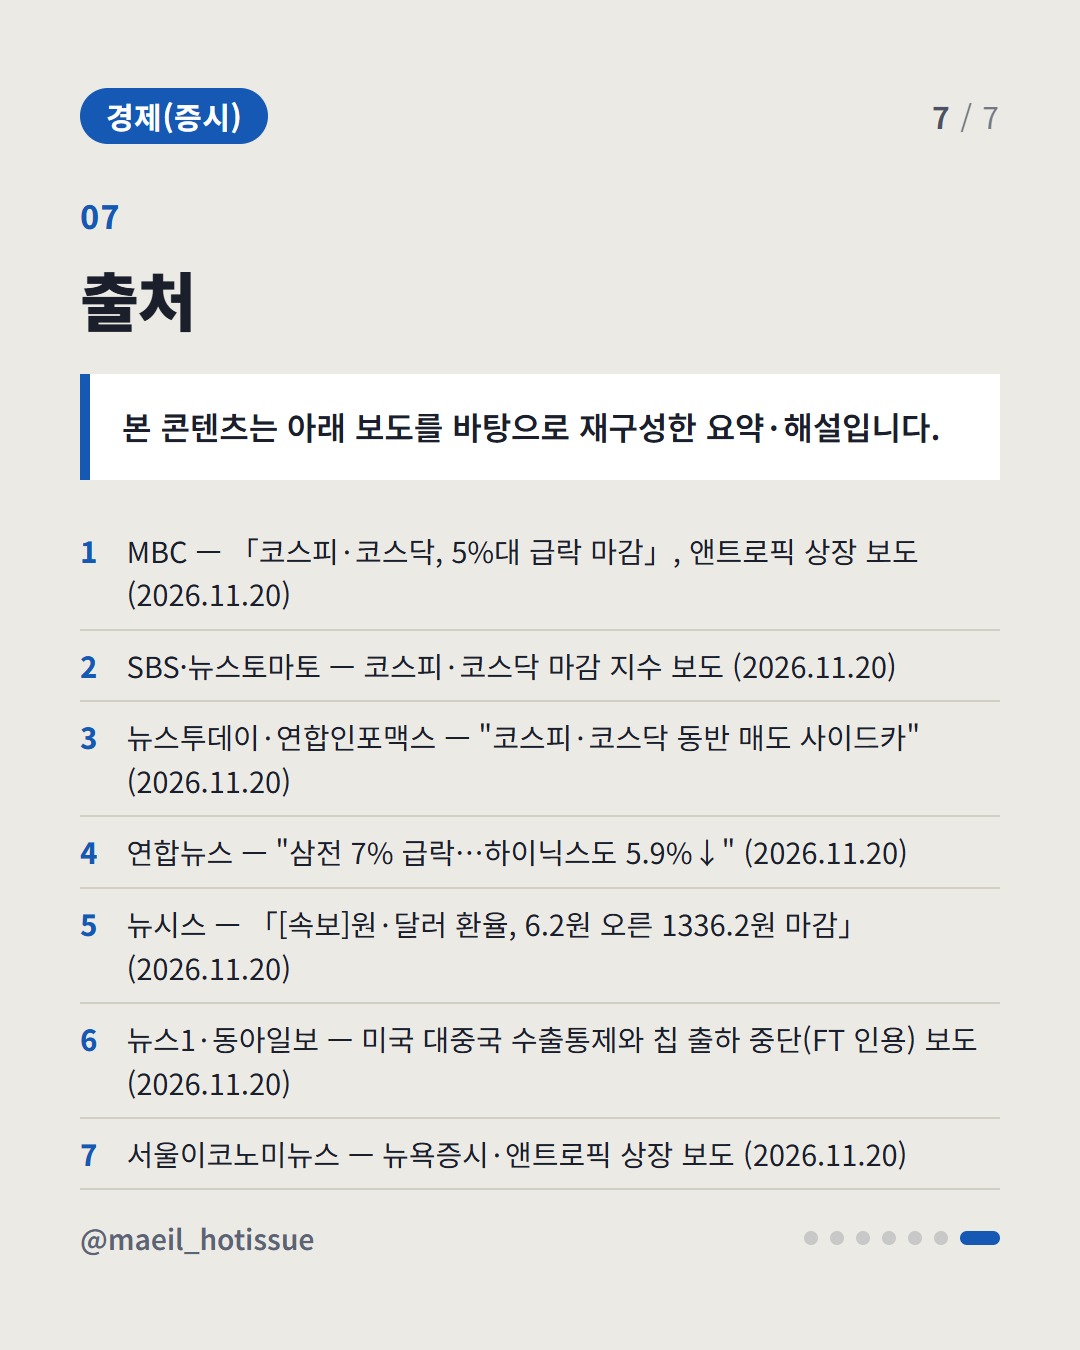 경제(증시)
7 / 7
07
출처
본 콘텐츠는 아래 보도를 바탕으로 재구성한 요약·해설입니다.
1 MBC — 「코스피·코스닥, 5%대 급락 마감」, 앤트로픽 상장 보도
(2026.11.20)
2 SBS·뉴스토마토 — 코스피·코스닥 마감 지수 보도 (2026.11.20)
3 뉴스투데이·연합인포맥스 — "코스피·코스닥 동반 매도 사이드카"
(2026.11.20)
4 연합뉴스 — "삼전 7% 급락…하이닉스도 5.9%↓" (2026.11.20)
5 뉴시스 — 「[속보]원·달러 환율, 6.2원 오른 1336.2원 마감」
(2026.11.20)
6 뉴스1·동아일보 — 미국 대중국 수출통제와 칩 출하 중단(FT 인용) 보도
(2026.11.20)
7 서울이코노미뉴스 — 뉴욕증시·앤트로픽 상장 보도 (2026.11.20)
@maeil_hotissue